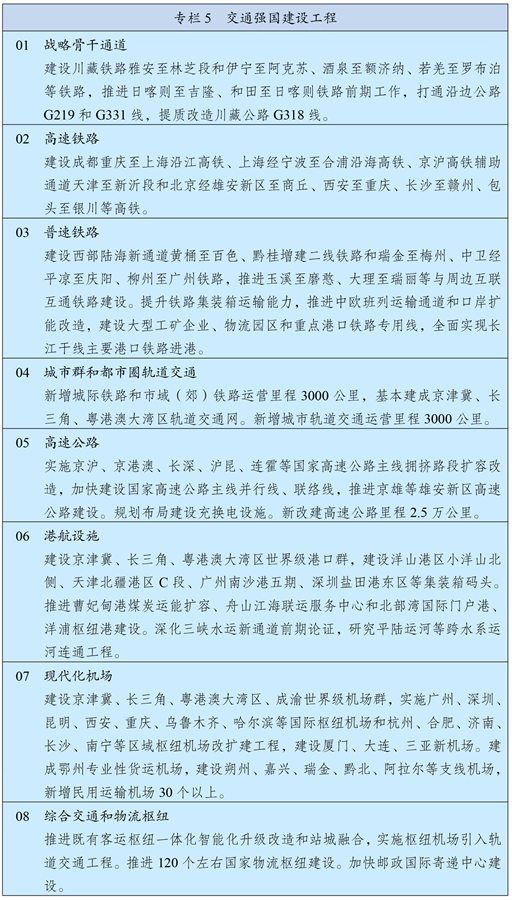 专栏 5 交通强国建设工程
01 战略骨干通道
建设川藏铁路雅安至林芝段和伊宁至阿克苏、酒泉至额济纳、若羌至罗布泊
等铁路，推进日喀则至吉隆、和田至日喀则铁路前期工作，打通沿边公路
G219 和 G331 线，提质改造川藏公路 G318 线。
02 高速铁路
建设成都重庆至上海沿江高铁、上海经宁波至合浦沿海高铁、京沪高铁辅助
通道天津至新沂段和北京经雄安新区至商丘、西安至重庆、长沙至赣州、包
头至银川等高铁。
03 普速铁路
建设西部陆海新通道黄桶至百色、黔桂增建二线铁路和瑞金至梅州、中卫经
平凉至庆阳、柳州至广州铁路，推进玉溪至磨憨、大理至瑞丽等与周边互联
互通铁路建设。提升铁路集装箱运输能力，推进中欧班列运输通道和口岸扩
能改造，建设大型工矿企业、物流园区和重点港口铁路专用线，全面实现长
江干线主要港口铁路进港。
04 城市群和都市圈轨道交通
新增城际铁路和市域（郊）铁路运营里程 3000 公里，基本建成京津冀、长
三角、粤港澳大湾区轨道交通网。新增城市轨道交通运营里程 3000 公里。
05 高速公路
实施京沪、京港澳、长深、沪昆、连霍等国家高速公路主线拥挤路段扩容改
造，加快建设国家高速公路主线并行线、联络线，推进京雄等雄安新区高速
公路建设。规划布局建设充换电设施。新改建高速公路里程 2.5 万公里。
06 港航设施
建设京津冀、长三角、粤港澳大湾区世界级港口群，建设洋山港区小洋山北
侧、天津北疆港区 C 段、广州南沙港五期、深圳盐田港东区等集装箱码头。
推进曹妃甸港煤炭运能扩容、舟山江海联运服务中心和北部湾国际门户港、
洋浦枢纽港建设。深化三峡水运新通道前期论证，研究平陆运河等跨水系运
河连通工程。
07 现代化机场
建设京津冀、长三角、粤港澳大湾区、成渝世界级机场群，实施广州、深圳、
昆明、西安、重庆、乌鲁木齐、哈尔滨等国际枢纽机场和杭州、合肥、济南、
长沙、南宁等区域枢纽机场改扩建工程，建设厦门、大连、三亚新机场。建
成鄂州专业性货运机场，建设朔州、嘉兴、瑞金、黔北、阿拉尔等支线机场，
新增民用运输机场 30 个以上。
08 综合交通和物流枢纽
推进既有客运枢纽一体化智能化升级改造和站城融合，实施枢纽机场引入轨
道交通工程。推进 120 个左右国家物流枢纽建设。加快邮政国际寄递中心建
设。